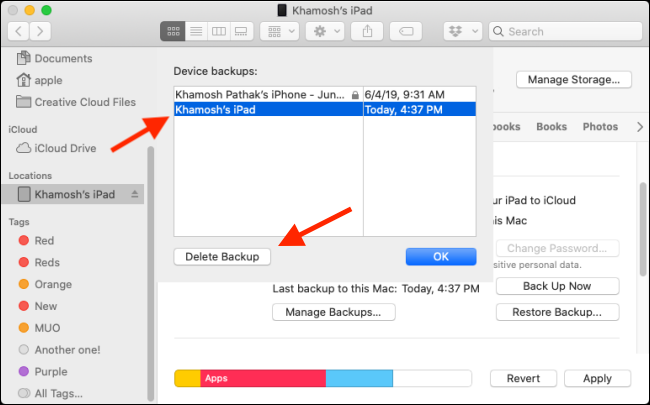 Khamosh's iPad
Search
Documents
apple
Creative Cloud Files
iCloud
iCloud Drive
Locations
Khamosh's iPad
Tags
Red
Reds
Orange
New
MUO
Another one!
Purple
All Tags...
Device backups:
Khamosh Pathak's iPhone - Jun... 6/4/19, 9:31 AM
Khamosh's iPad Today, 4:37 PM
Delete Backup OK
Manage Storage...
ooks Books Photos
ur iPad to iCloud
is Mac
Change Password...
sitive personal data.
Last backup to this Mac: Today, 4:37 PM Back Up Now
Manage Backups... Restore Backup...
Apps Revert Apply